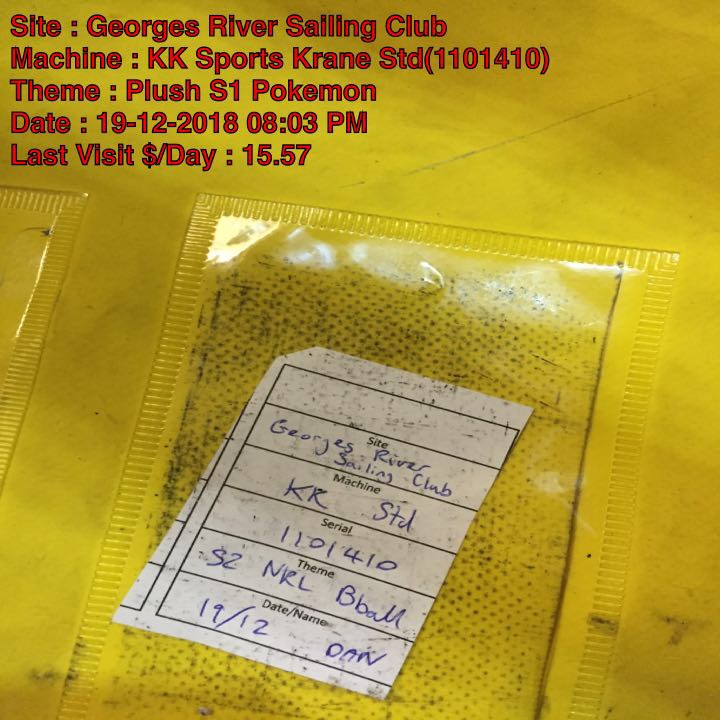 Site : Georges River Sailing Club
Machine : KK Sports Krane Std(1101410)
Theme : Plush S1 Pokemon
Date : 19-12-2018 08:03 PM
Last Visit $/Day : 15.57
Site
Georges River
Sailing Club
Machine
KK Std
Serial
1101410
Theme
$2 NRL Bball
Date/Name
19/12 DAN